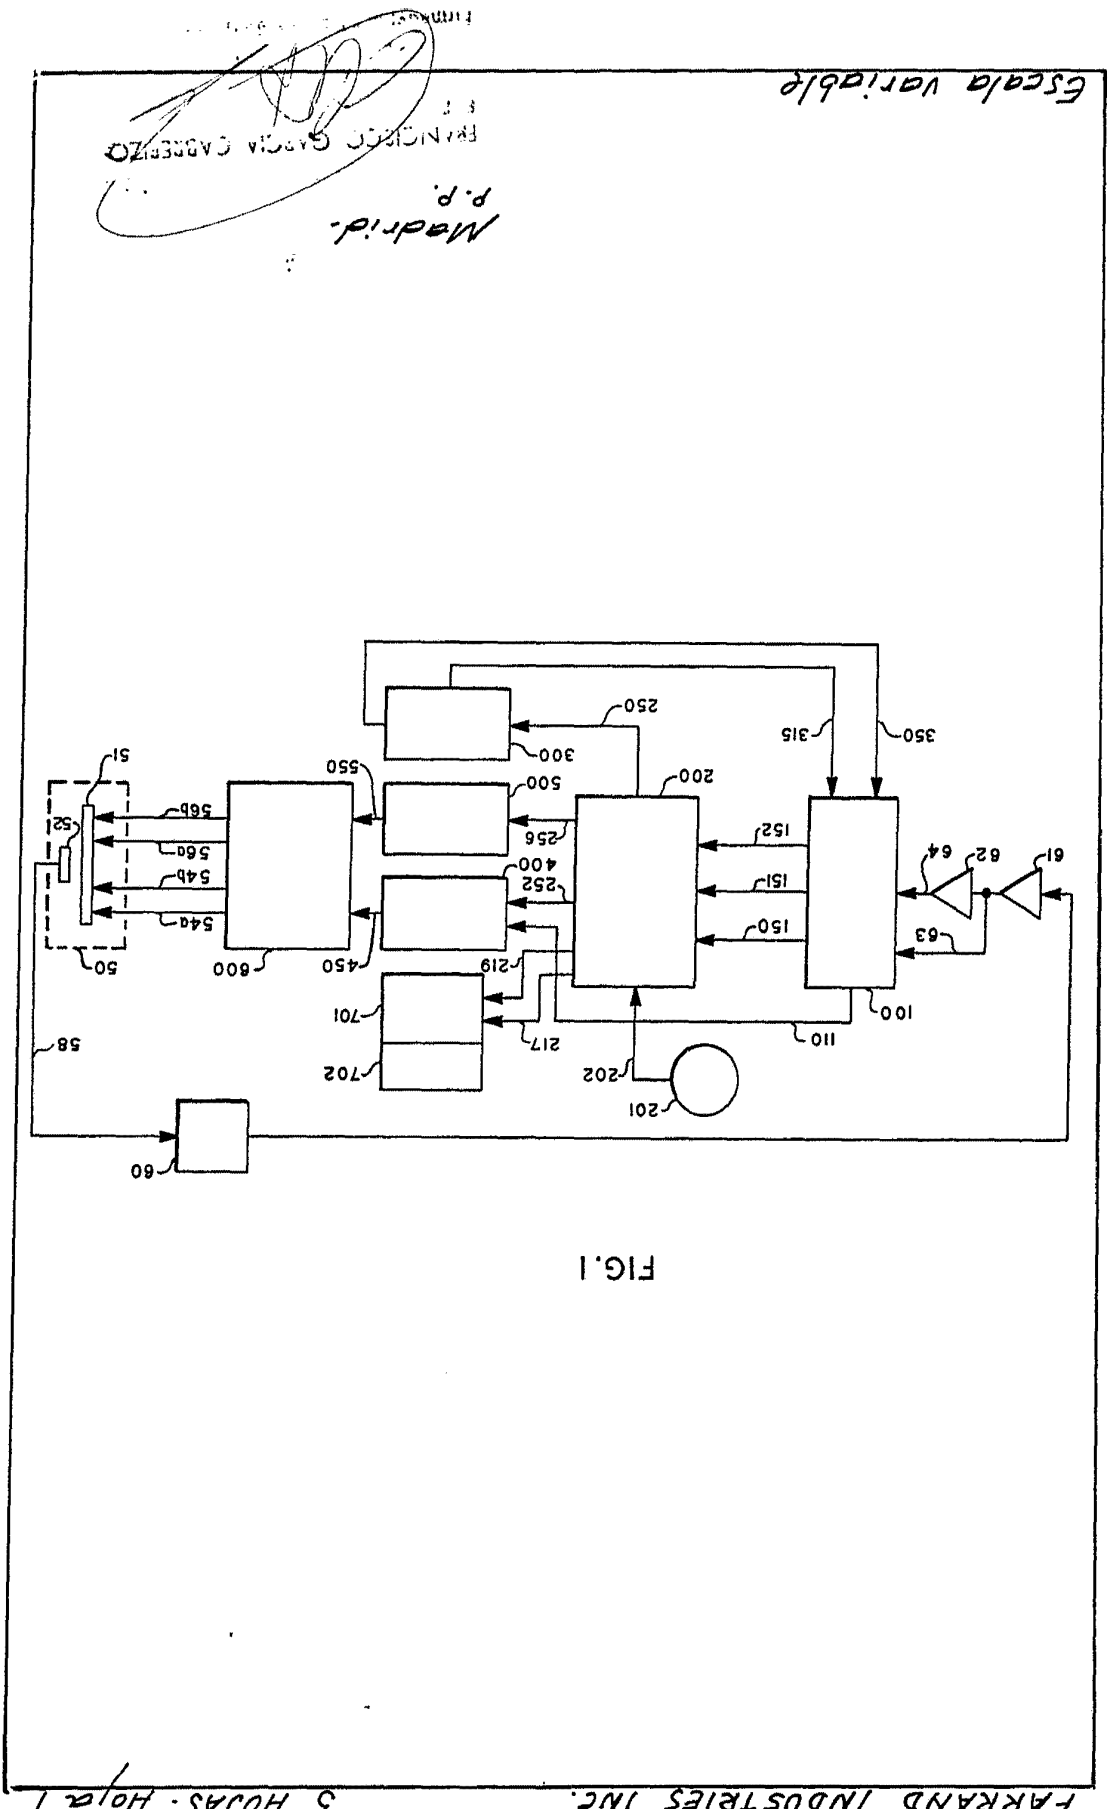 FARRAND INDUSTRIES INC. 5 HOJAS. Hoja 1
FIG. 1
60
201
202 702
58
110 217
701
100
219 450 600 50
63
150 54a
151 252 54b
400
61 62 64 56a
152 256
52
56b
500
200 550
51
300
350 315
250
Madrid.
P. P.
FRANCISCO GARCIA CABRERIZO
P. P.
Escala variable